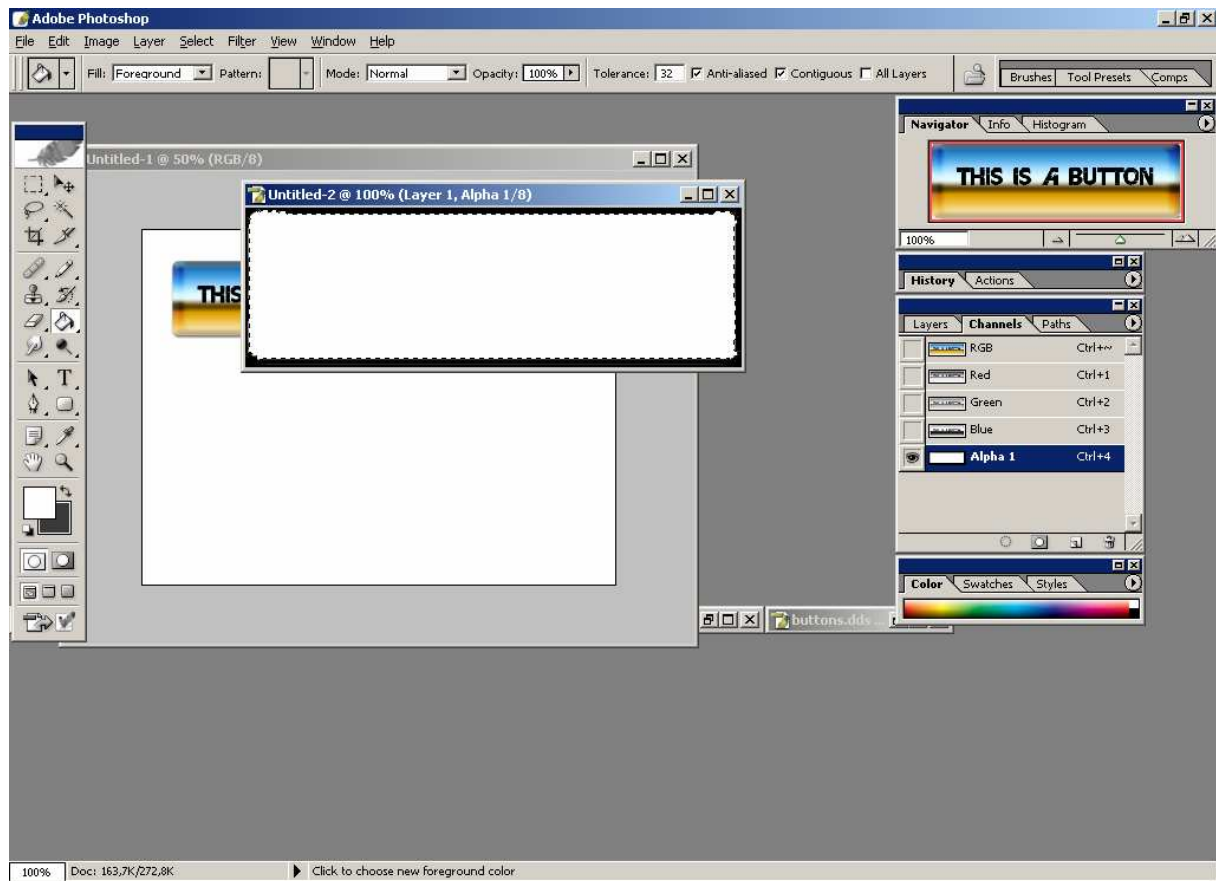 Adobe Photoshop
File Edit Image Layer Select Filter View Window Help
Fill: Foreground Pattern: Mode: Normal Opacity: 100% Tolerance: 32 Anti-aliased Contiguous All Layers Brushes Tool Presets Comps
Navigator Info Histogram
THIS IS A BUTTON
100%
Untitled-1 @ 50% (RGB/8)
Untitled-2 @ 100% (Layer 1, Alpha 1/8)
THIS
History Actions
Layers Channels Paths
RGB Ctrl+~
Red Ctrl+1
Green Ctrl+2
Blue Ctrl+3
Alpha 1 Ctrl+4
Color Swatches Styles
buttons.dds ...
100% Doc: 163,7K/272,8K Click to choose new foreground color